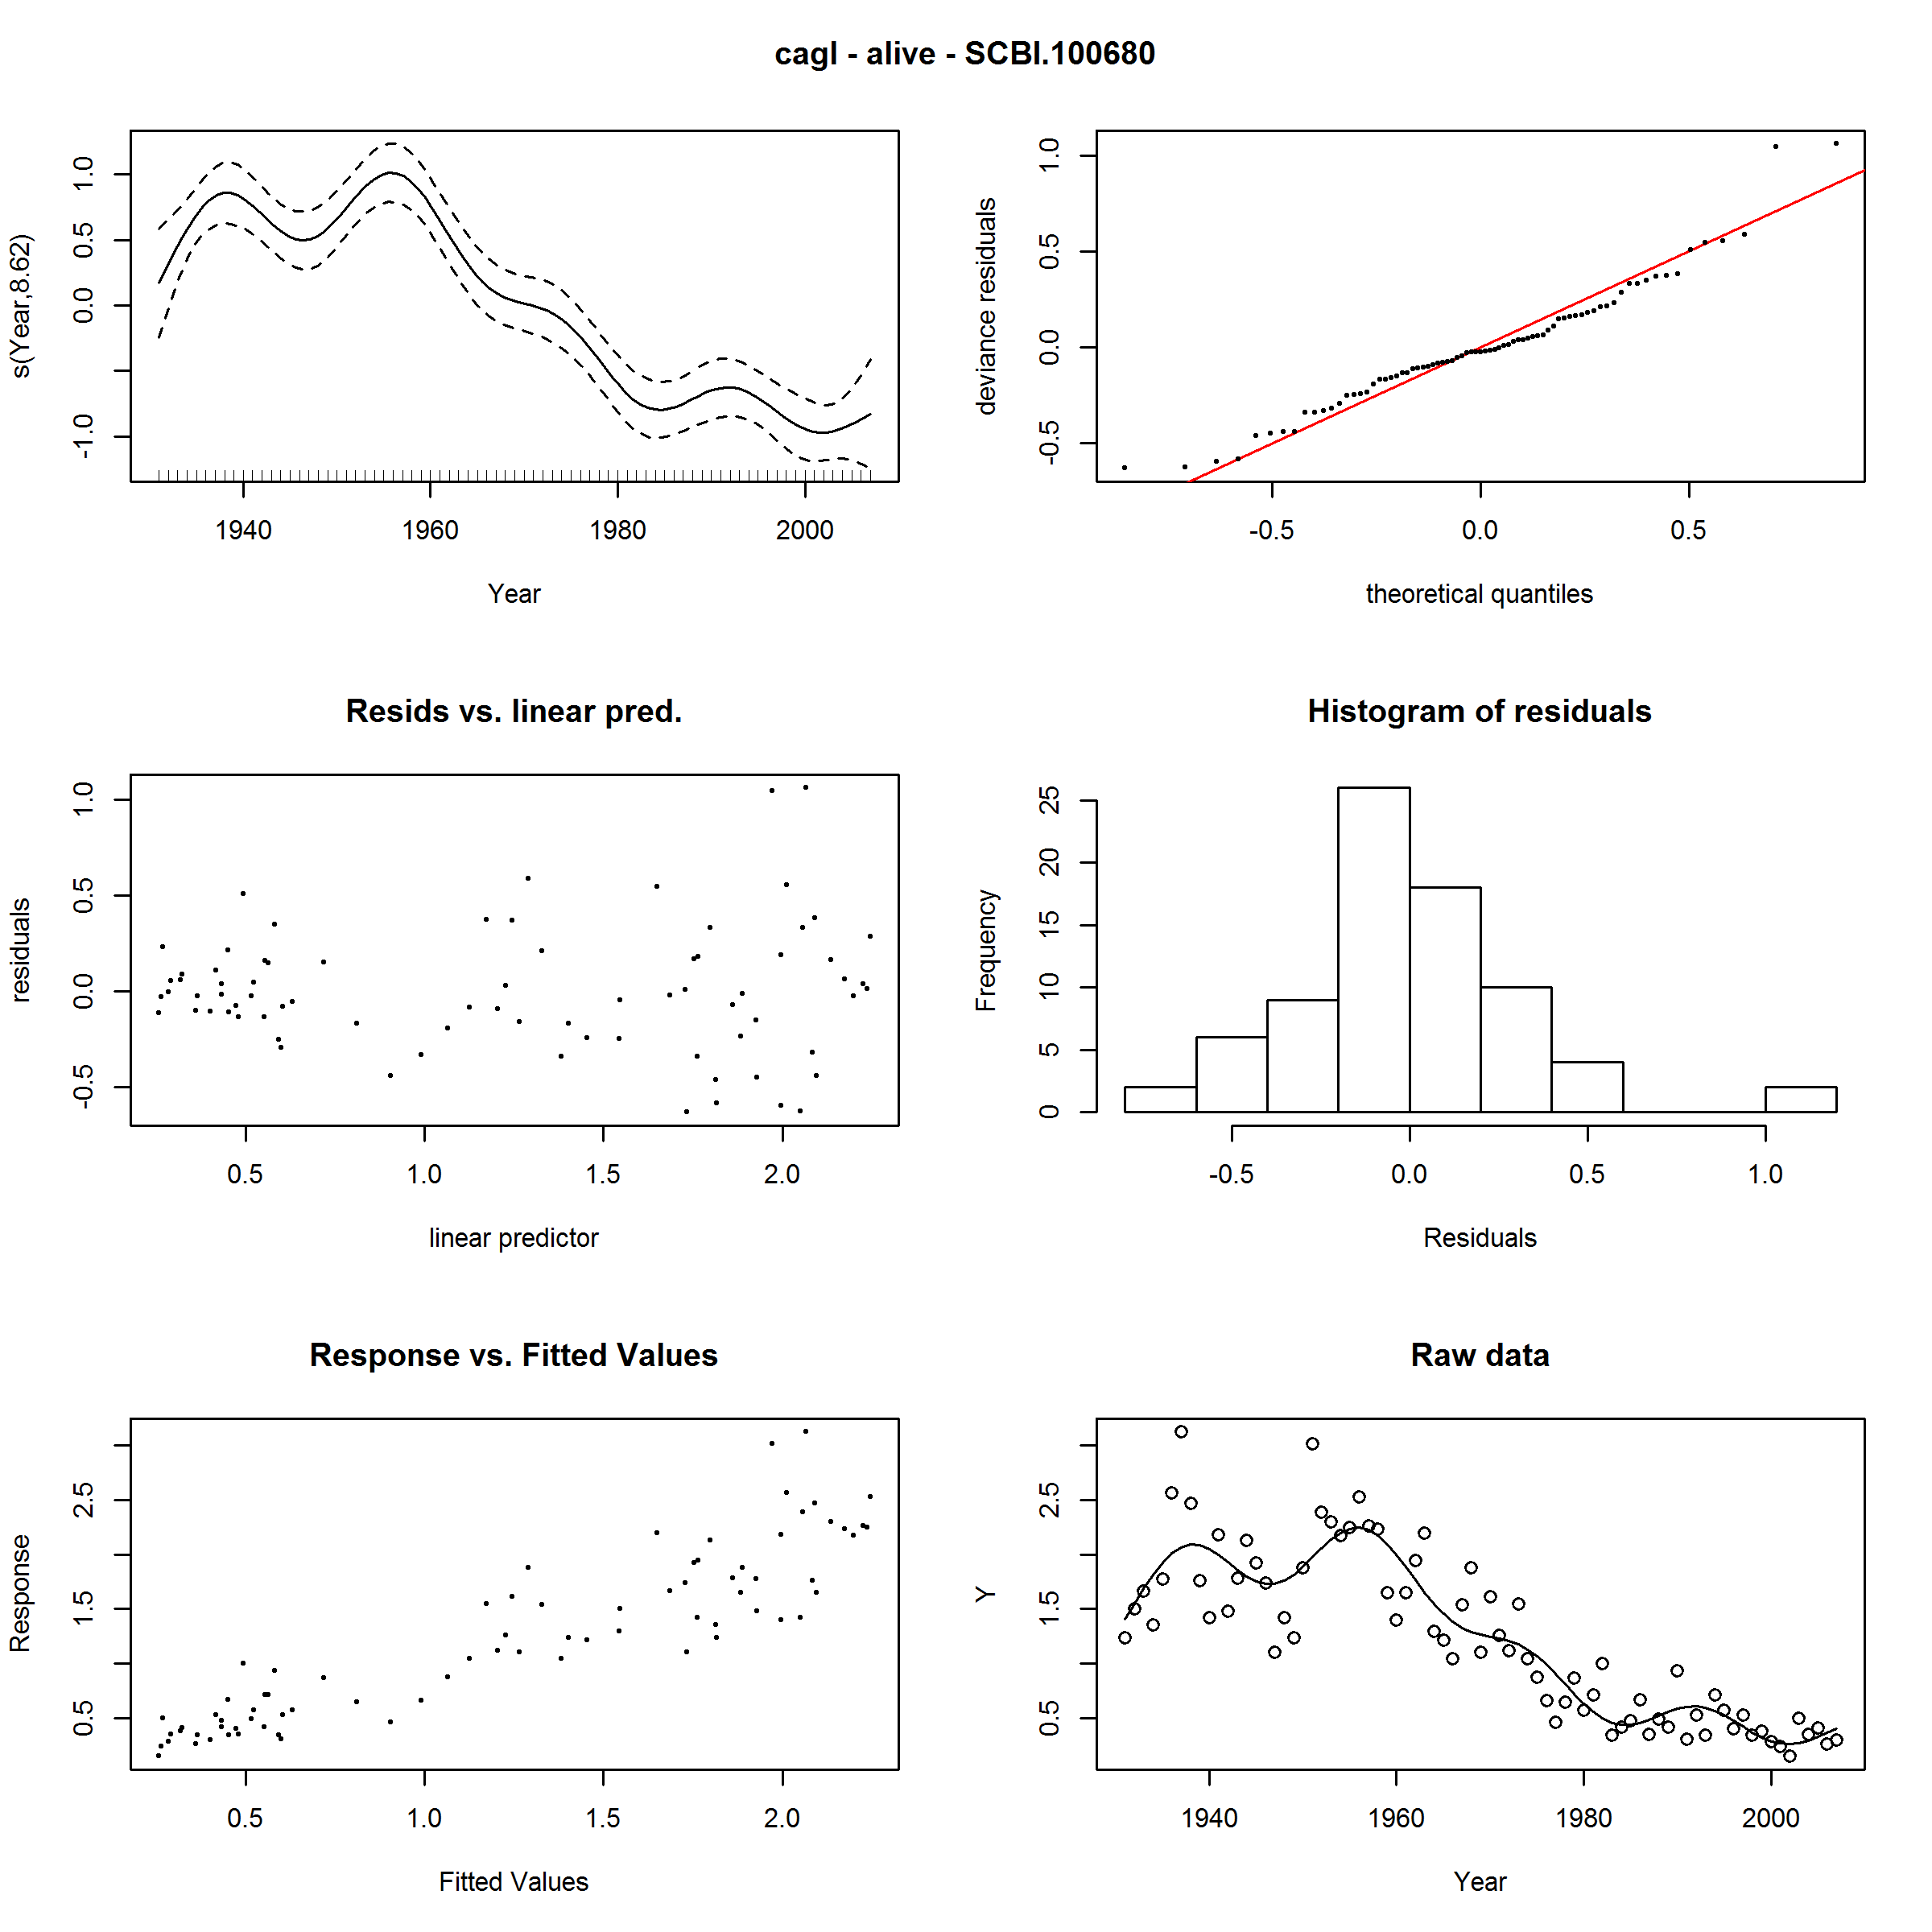 cagl - alive - SCBI.100680
s(Year,8.62)
1.0
0.5
0.0
-1.0
1940 1960 1980 2000
Year
deviance residuals
1.0
0.5
0.0
-0.5
-0.5 0.0 0.5
theoretical quantiles
Resids vs. linear pred.
residuals
1.0
0.5
0.0
-0.5
0.5 1.0 1.5 2.0
linear predictor
Histogram of residuals
Frequency
25
20
15
10
5
0
-0.5 0.0 0.5 1.0
Residuals
Response vs. Fitted Values
Response
2.5
1.5
0.5
0.5 1.0 1.5 2.0
Fitted Values
Raw data
Y
2.5
1.5
0.5
1940 1960 1980 2000
Year